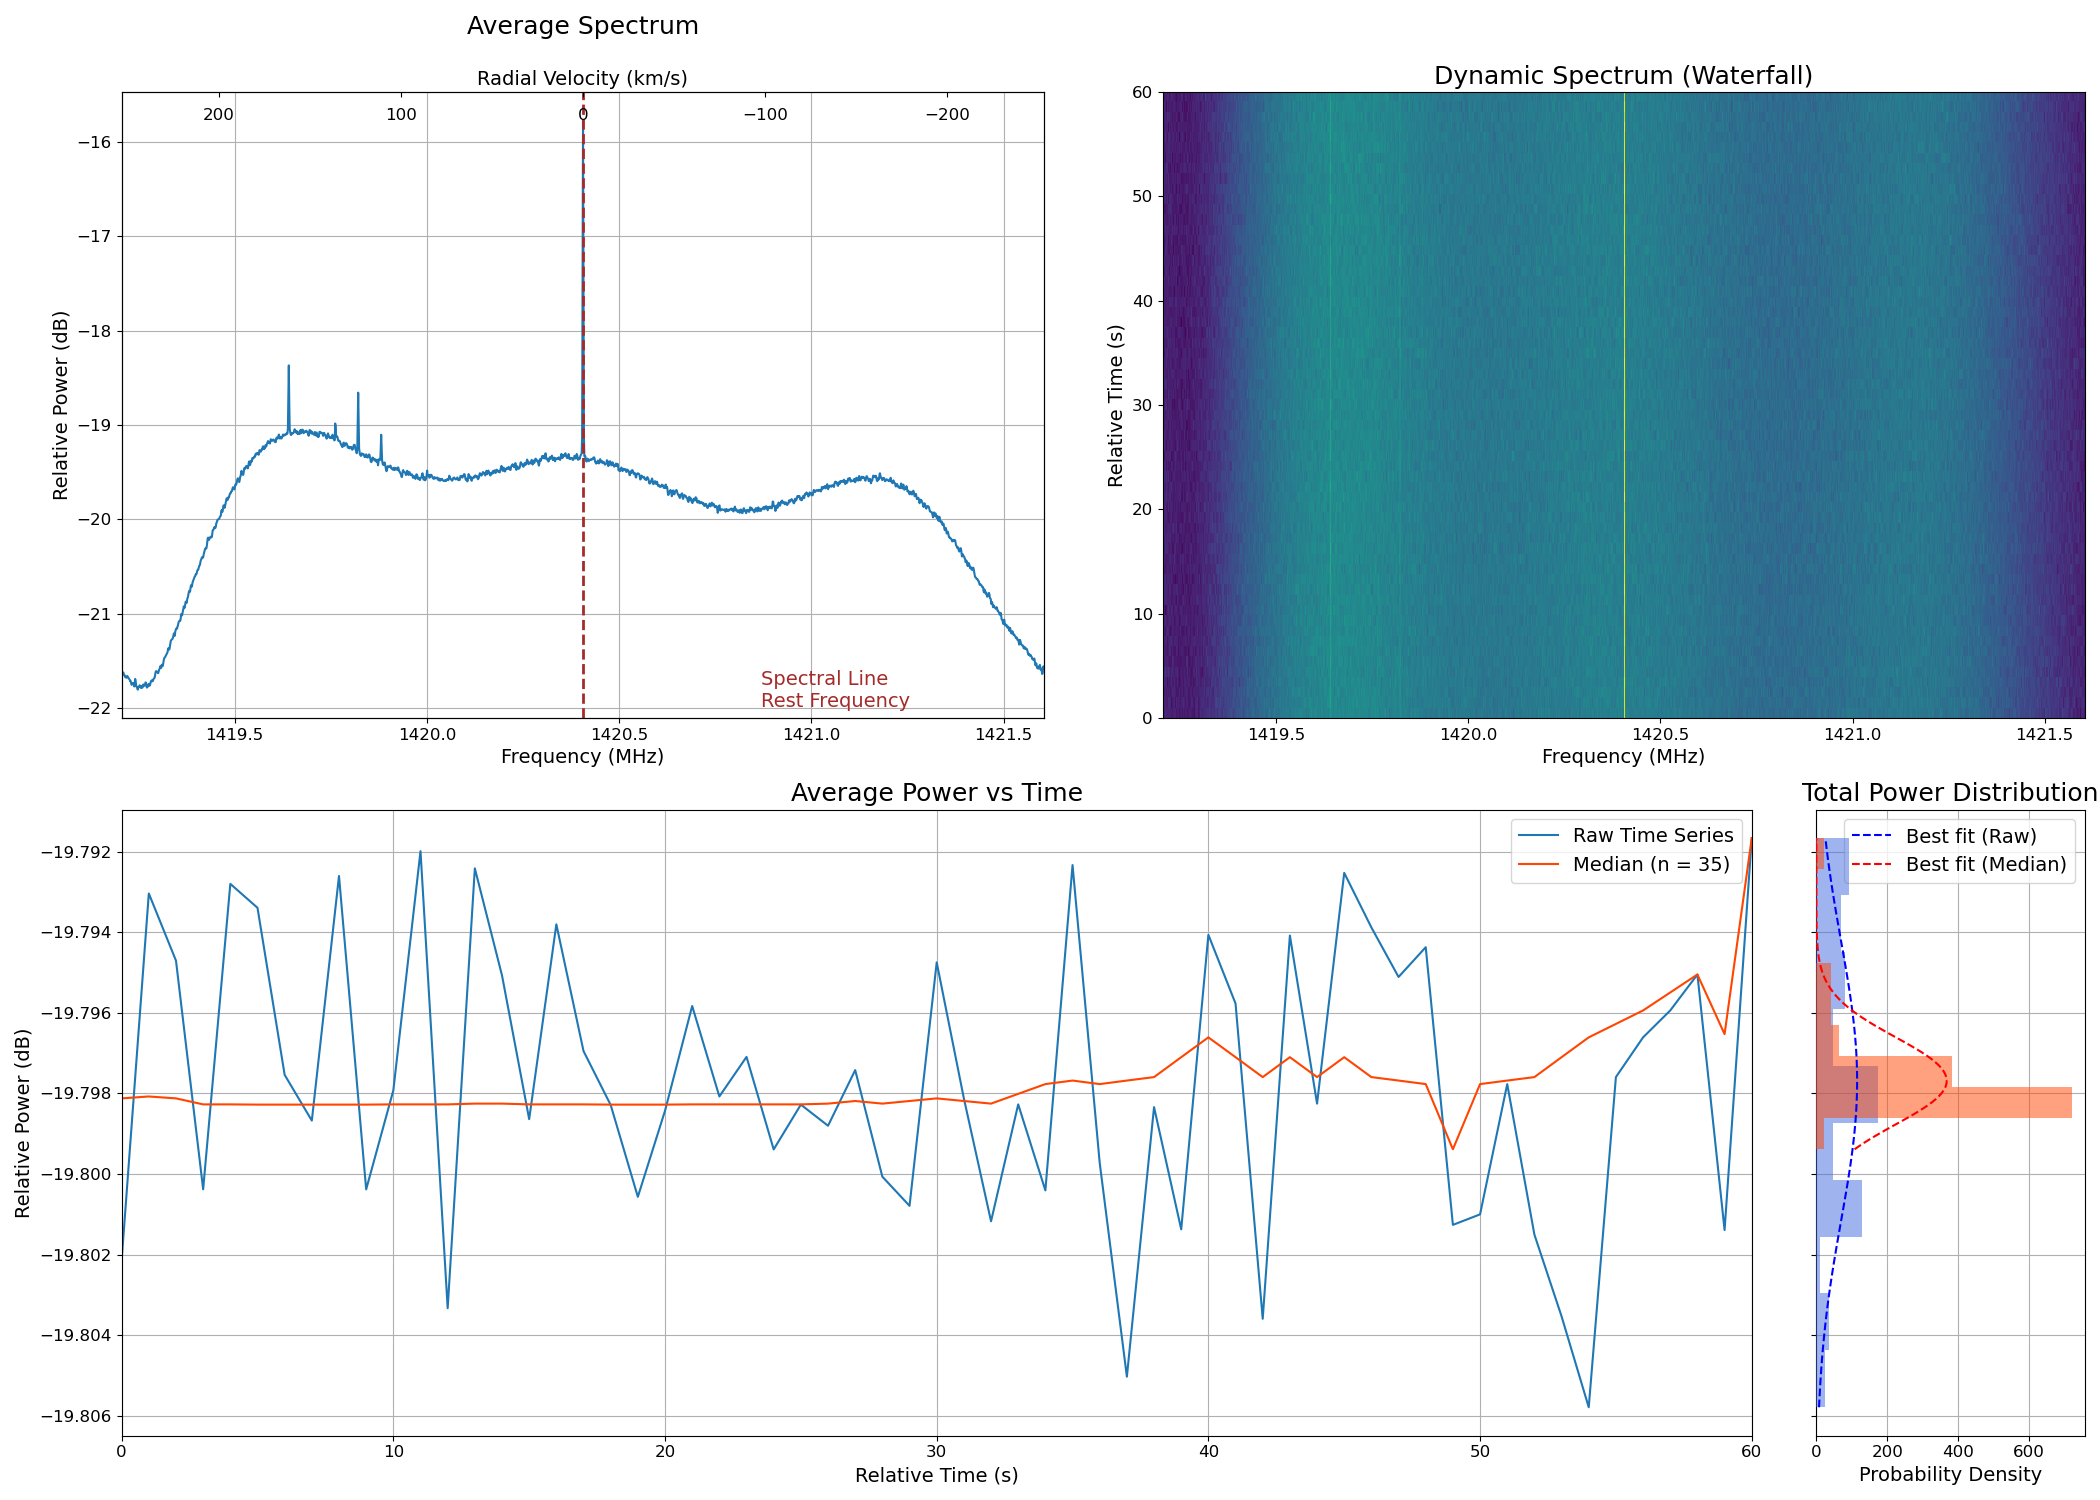 Average Spectrum
Radial Velocity (km/s)
200 100 0 −100 −200
−16
−17
−18
−19
−20
−21
−22
Relative Power (dB)
Spectral Line
Rest Frequency
1419.5 1420.0 1420.5 1421.0 1421.5
Frequency (MHz)
Dynamic Spectrum (Waterfall)
60
50
40
30
20
10
0
Relative Time (s)
1419.5 1420.0 1420.5 1421.0 1421.5
Frequency (MHz)
Average Power vs Time
−19.792
−19.794
−19.796
−19.798
−19.800
−19.802
−19.804
−19.806
Relative Power (dB)
Raw Time Series
Median (n = 35)
0 10 20 30 40 50 60
Relative Time (s)
Total Power Distribution
Best fit (Raw)
Best fit (Median)
0 200 400 600
Probability Density